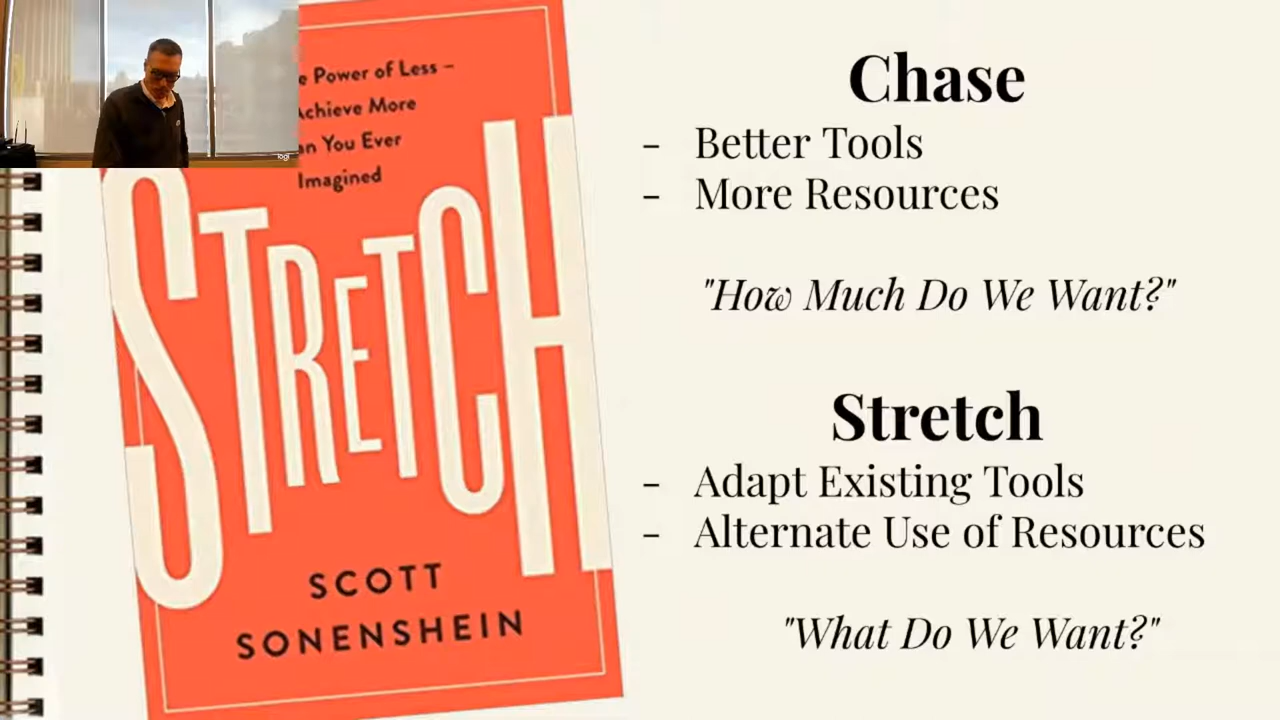 e Power of Less –
Achieve More
an You Ever
Imagined
STRETCH
SCOTT
SONENSHEIN
logi
Chase
- Better Tools
- More Resources
"How Much Do We Want?"
Stretch
- Adapt Existing Tools
- Alternate Use of Resources
"What Do We Want?"